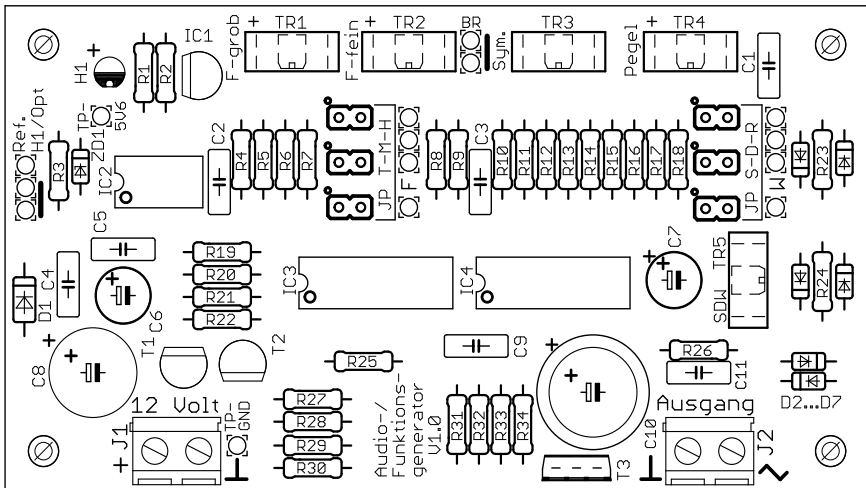 F-grob
+ TR1
F-fein
+ TR2
BR
Sym.
TR3
Pegel
+ TR4
C1
+
H1
R1
R2
IC1
Ref.
H1/Opt
R3
TP-
5V6
ZD1
IC2
C2
R4
R5
R6
R7
JP T-M-H
F
R8
R9
C3
R10
R11
R12
R13
R14
R15
R16
R17
R18
JP S-D-R
M
R23
C5
C4
D1
+
C6
R19
R20
R21
R22
IC3
IC4
+
C7
SDW TR5
R24
C8
+
T1
T2
R25
C9
+
R26
C11
D2...D7
12 Volt
+ J1
TP-
GND
R27
R28
R29
R30
Audio-/
Funktions-
generator
V1.0
R31
R32
R33
R34
T3
C10
Ausgang
J2